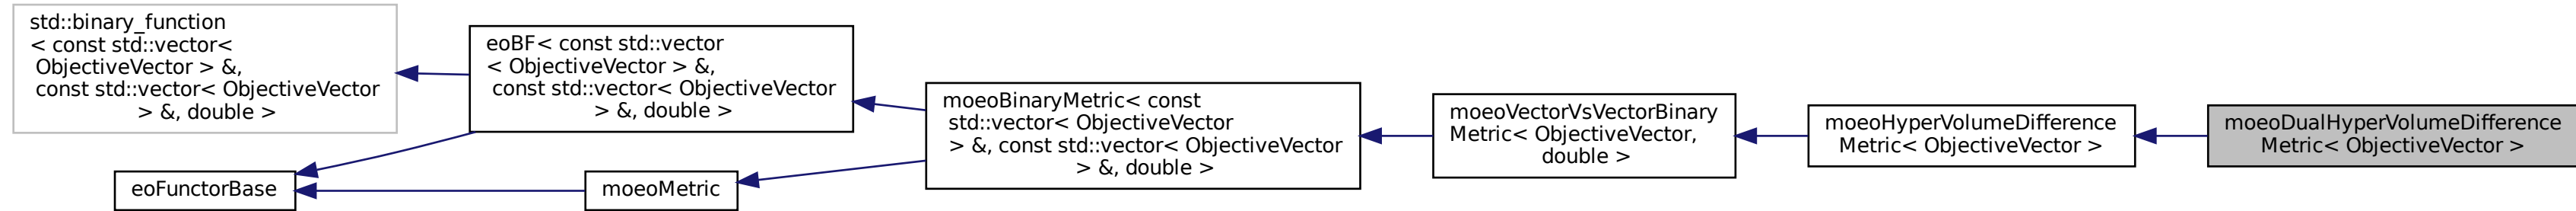 std::binary_function
< const std::vector<
ObjectiveVector > &,
const std::vector< ObjectiveVector
> &, double >
eoBF< const std::vector
< ObjectiveVector > &,
const std::vector< ObjectiveVector
> &, double >
eoFunctorBase
moeoMetric
moeoBinaryMetric< const
std::vector< ObjectiveVector
> &, const std::vector< ObjectiveVector
> &, double >
moeoVectorVsVectorBinary
Metric< ObjectiveVector,
double >
moeoHyperVolumeDifference
Metric< ObjectiveVector >
moeoDualHyperVolumeDifference
Metric< ObjectiveVector >